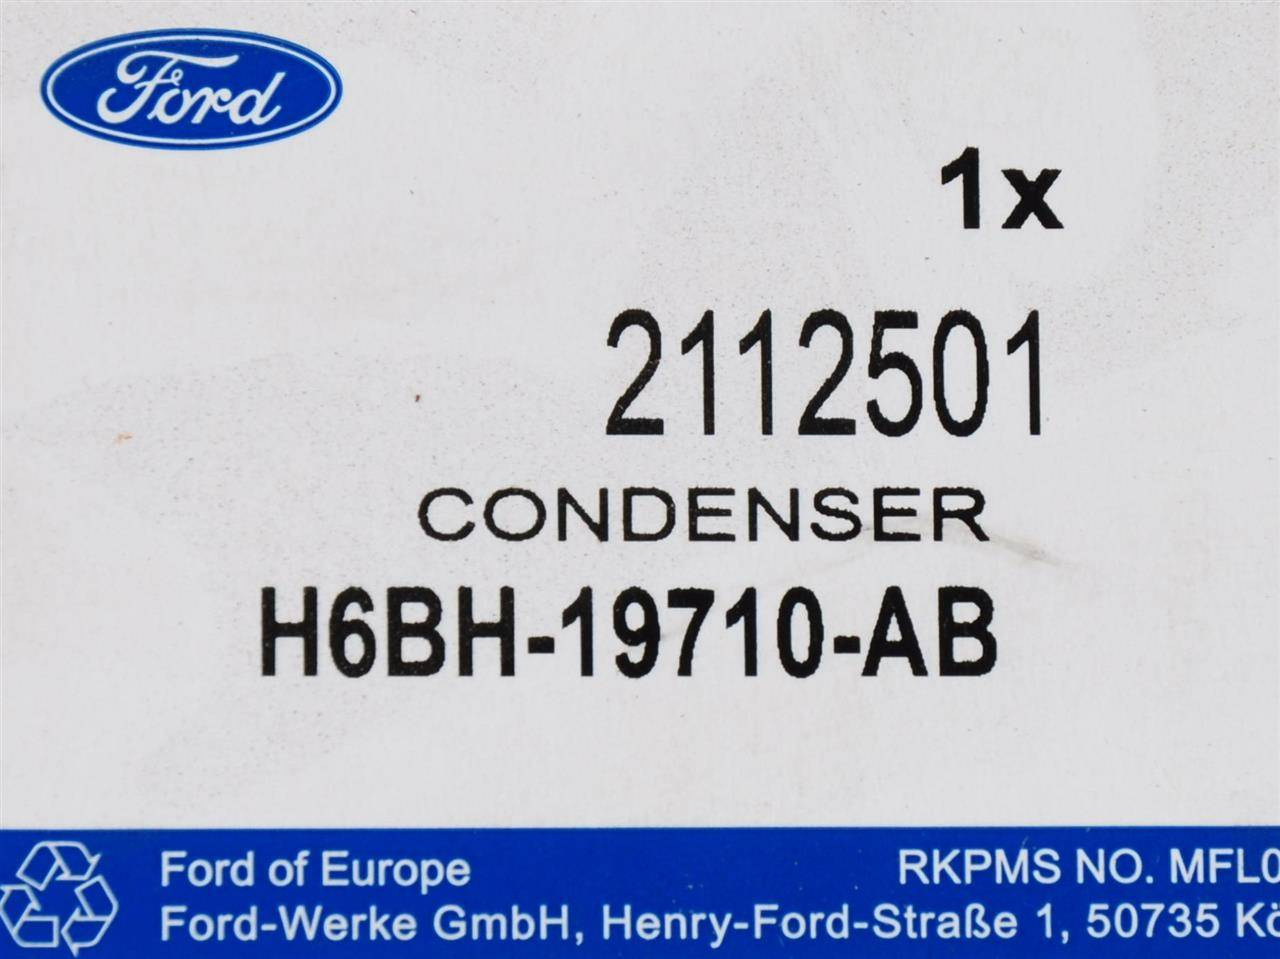 Ford
1x
2112501
CONDENSER
H6BH-19710-AB
Ford of Europe
RKPMS NO. MFL0
Ford-Werke GmbH, Henry-Ford-Straße 1, 50735 Kö